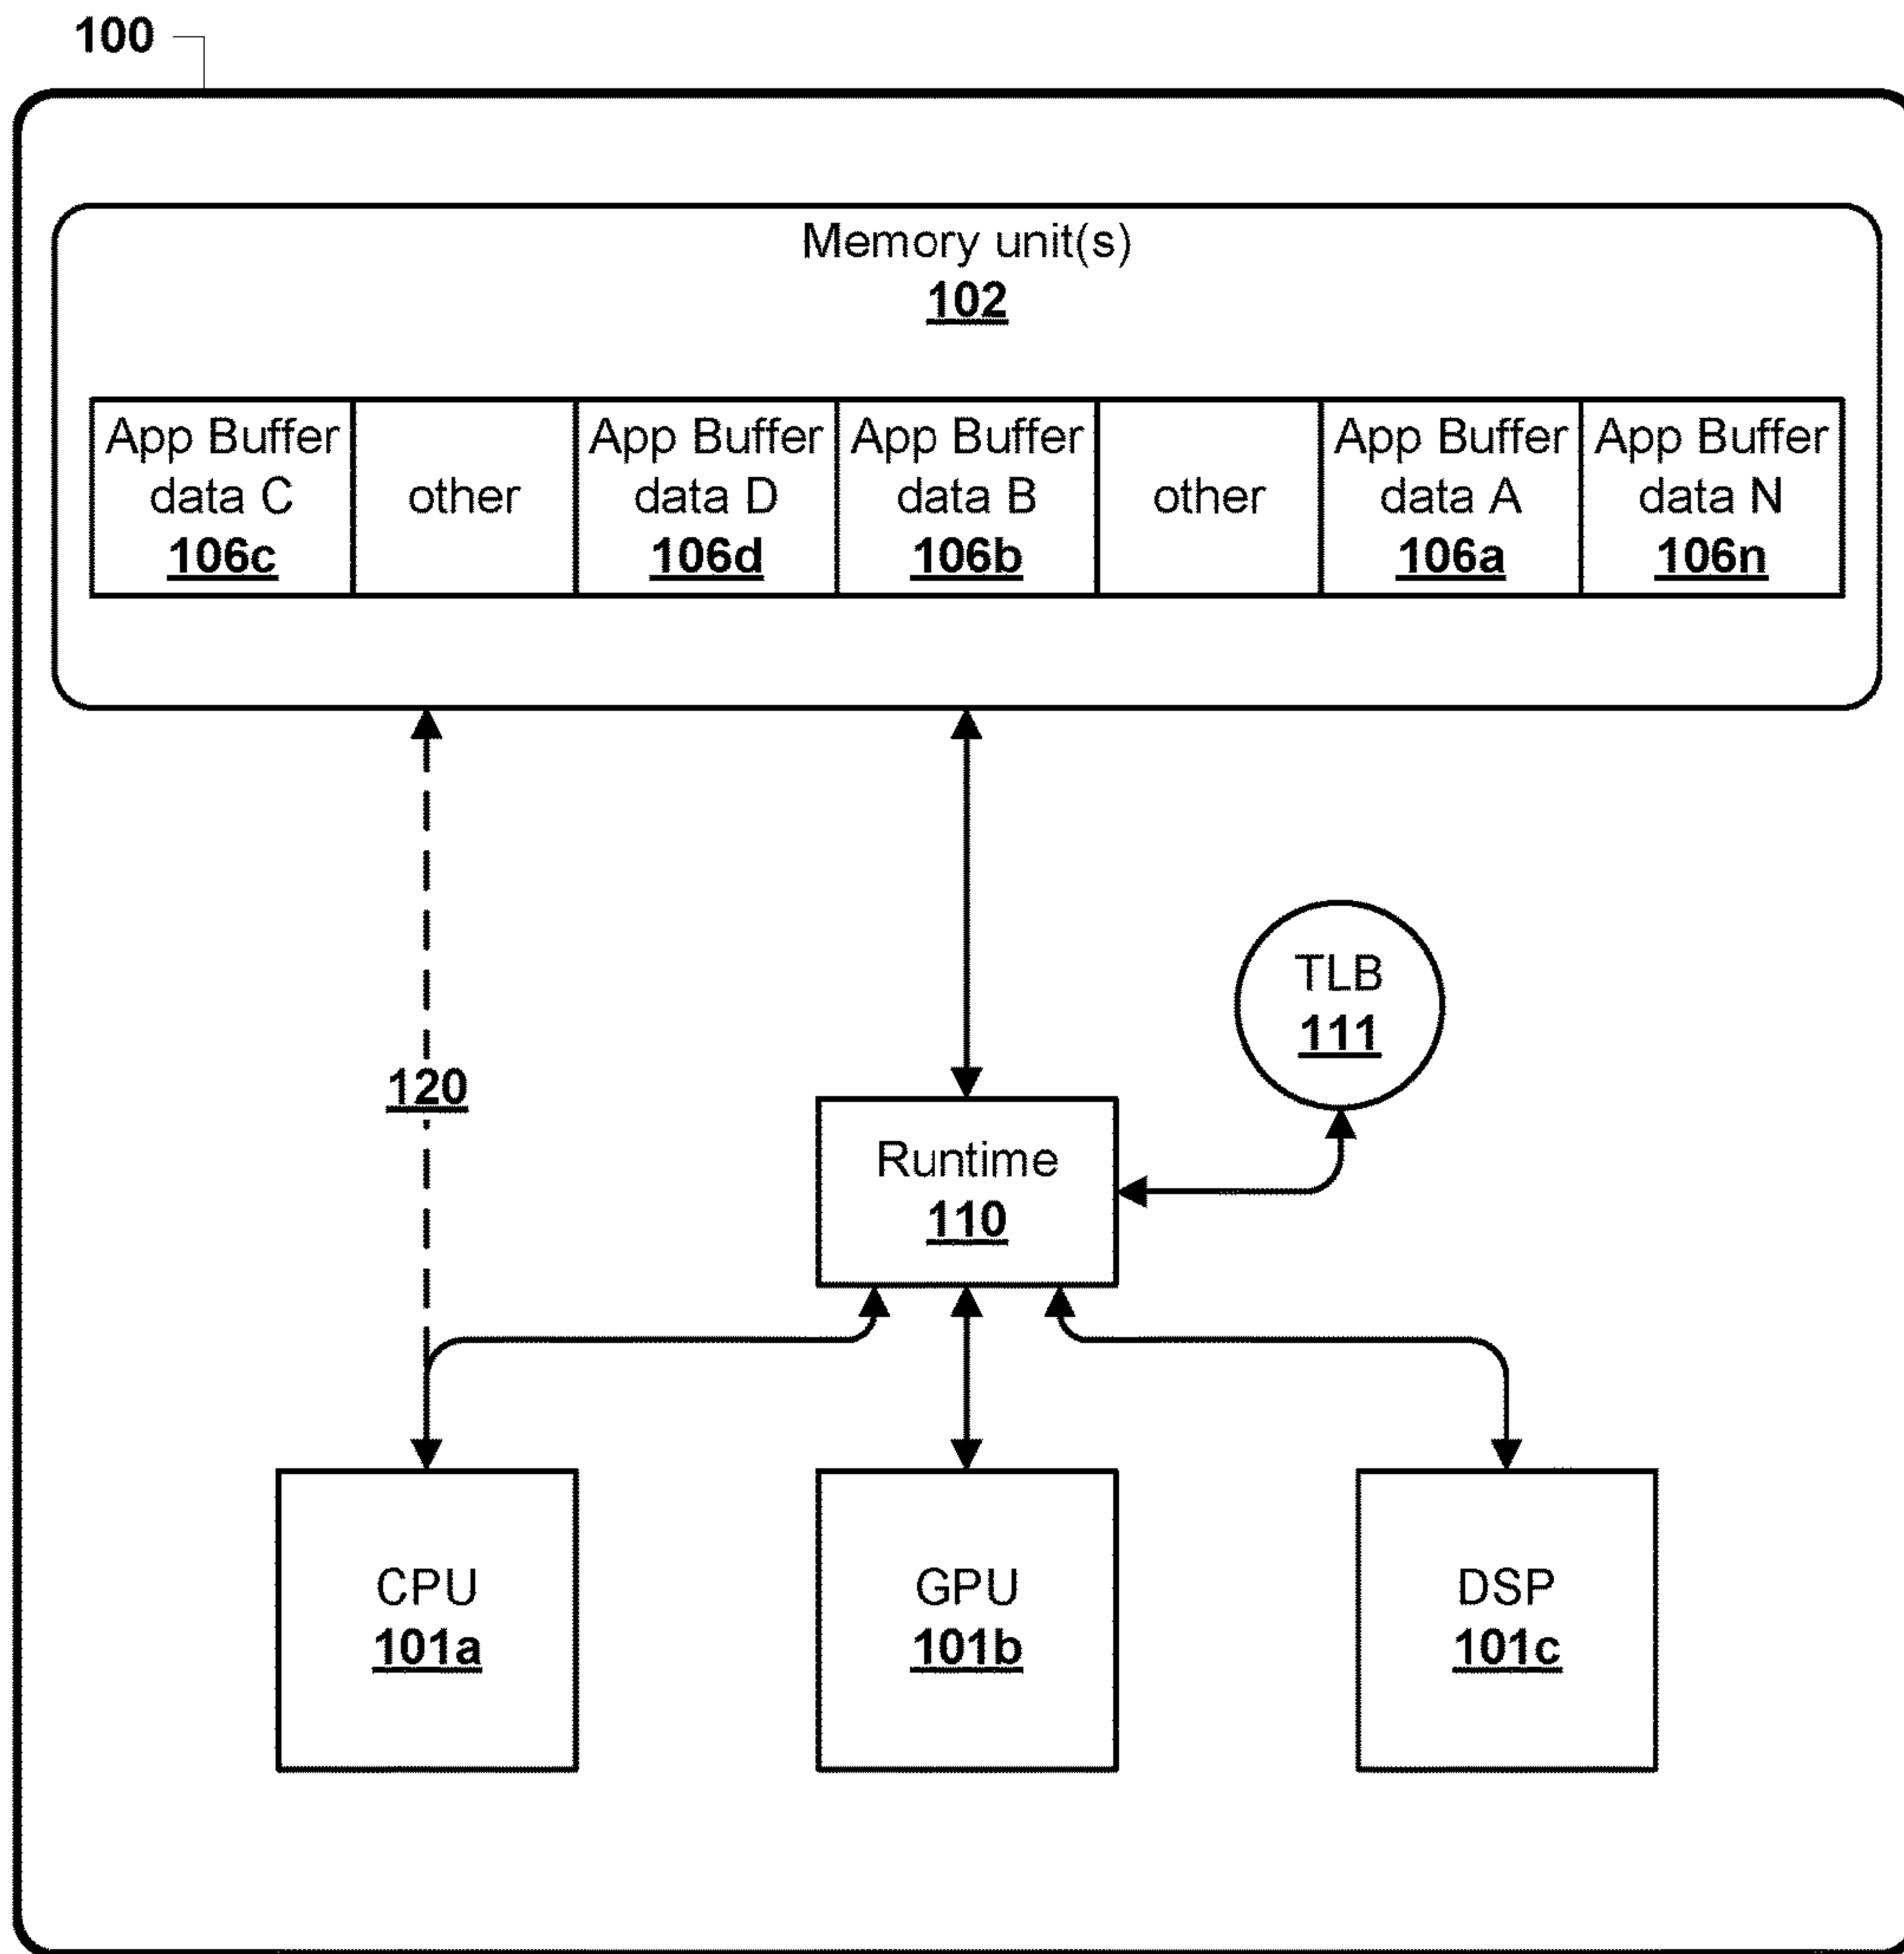 100
Memory unit(s)
102
App Buffer
data C
106c
other
App Buffer
data D
106d
App Buffer
data B
106b
other
App Buffer
data A
106a
App Buffer
data N
106n
TLB
111
120
Runtime
110
CPU
101a
GPU
101b
DSP
101c